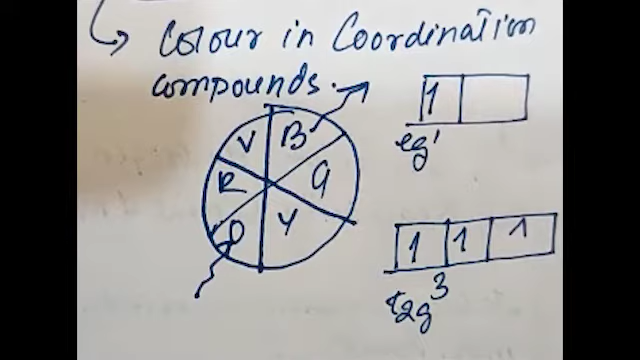 Colour in Coordination
compounds.
1
eg¹
V B
R G
O Y
1 1 1
t2g³